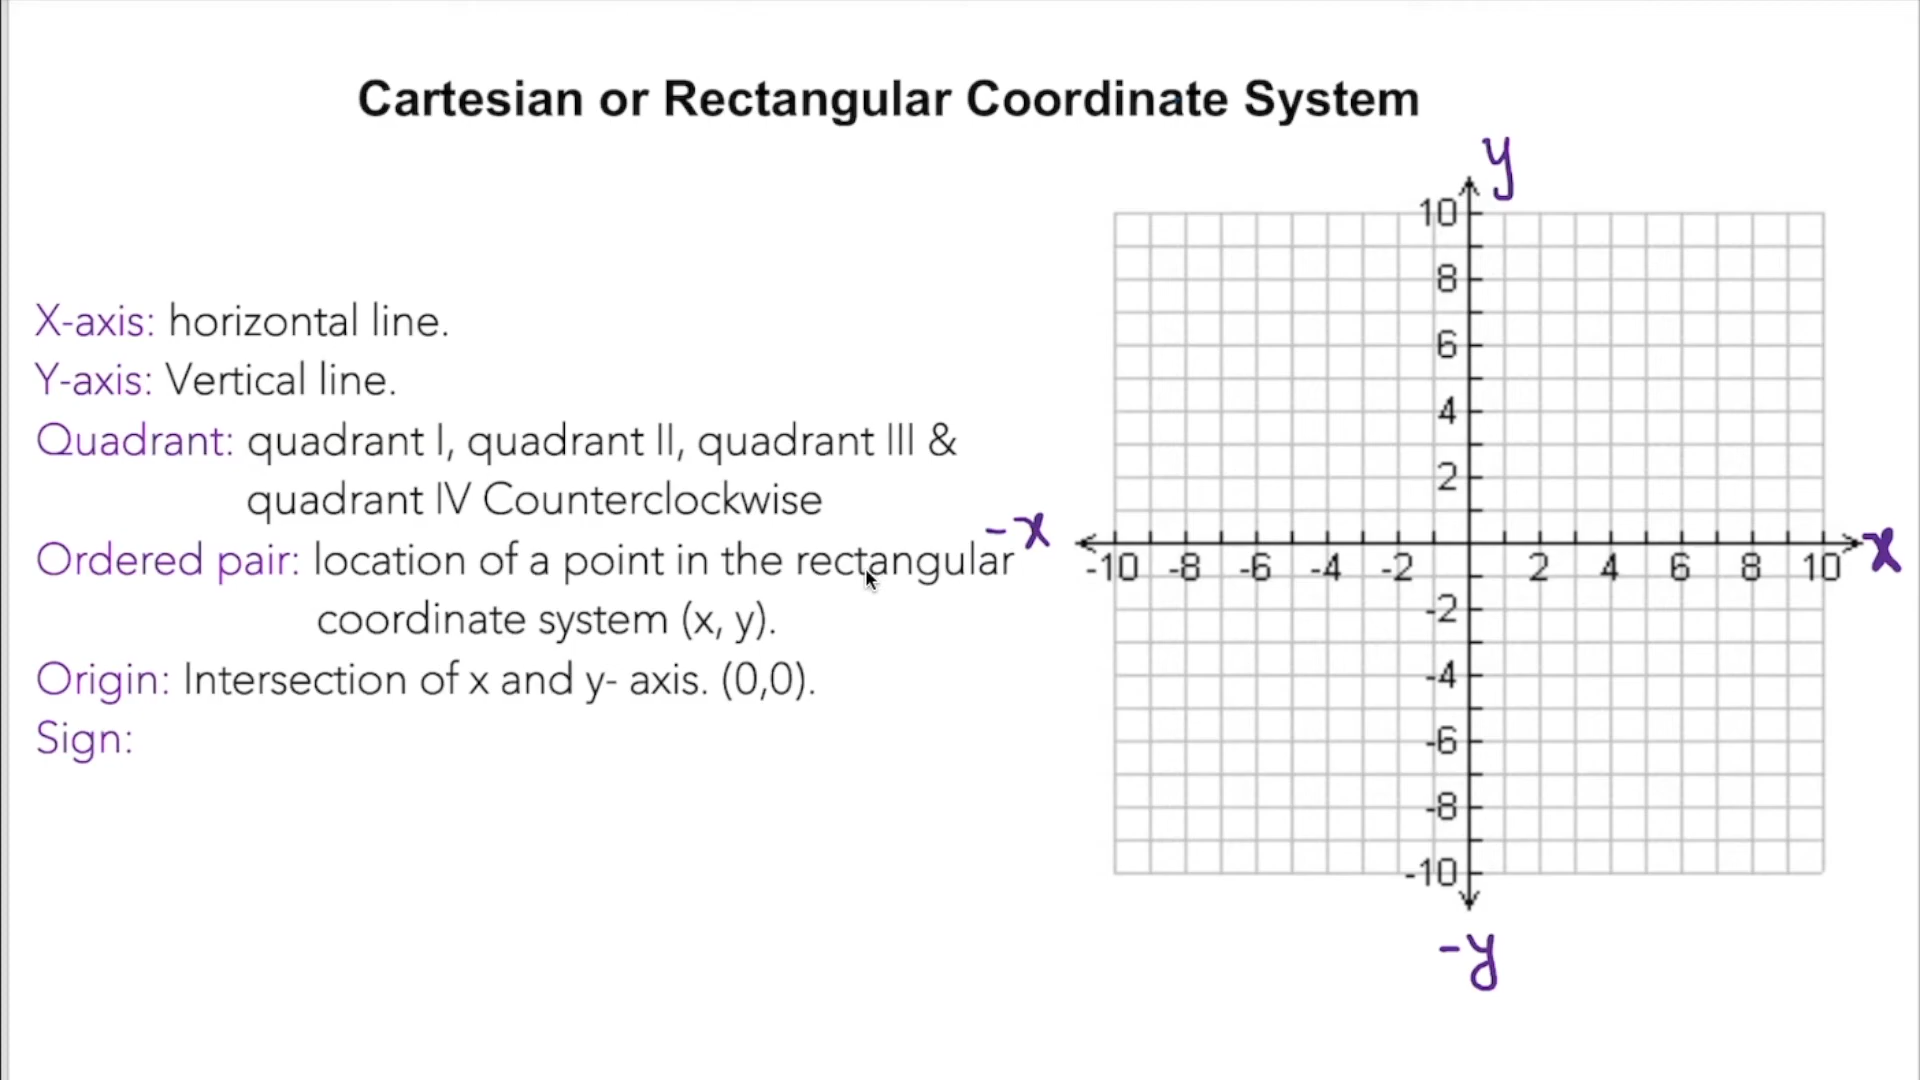 Cartesian or Rectangular Coordinate System
X-axis: horizontal line.
Y-axis: Vertical line.
Quadrant: quadrant I, quadrant II, quadrant III &
quadrant IV Counterclockwise
Ordered pair: location of a point in the rectangular
coordinate system (x, y).
Origin: Intersection of x and y- axis. (0,0).
Sign:
y
10
8
6
4
2
-x
x
-10 -8 -6 -4 -2 2 4 6 8 10
-2
-4
-6
-8
-10
-y